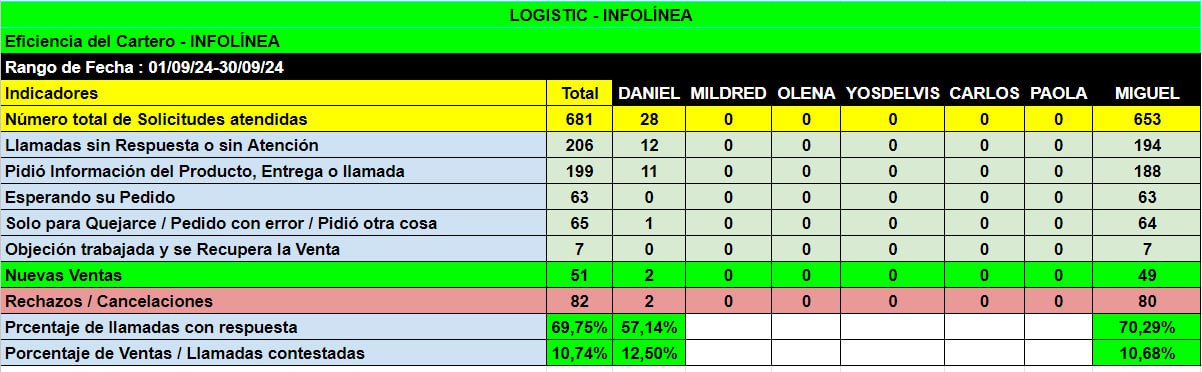 LOGISTIC - INFOLÍNEA
Eficiencia del Cartero - INFOLÍNEA
Rango de Fecha : 01/09/24-30/09/24
Indicadores Total DANIEL MILDRED OLENA YOSDELVIS CARLOS PAOLA MIGUEL
Número total de Solicitudes atendidas 681 28 0 0 0 0 0 653
Llamadas sin Respuesta o sin Atención 206 12 0 0 0 0 0 194
Pidió Información del Producto, Entrega o llamada 199 11 0 0 0 0 0 188
Esperando su Pedido 63 0 0 0 0 0 0 63
Solo para Quejarce / Pedido con error / Pidió otra cosa 65 1 0 0 0 0 0 64
Objeción trabajada y se Recupera la Venta 7 0 0 0 0 0 0 7
Nuevas Ventas 51 2 0 0 0 0 0 49
Rechazos / Cancelaciones 82 2 0 0 0 0 0 80
Prcentaje de llamadas con respuesta 69,75% 57,14% 70,29%
Porcentaje de Ventas / Llamadas contestadas 10,74% 12,50% 10,68%